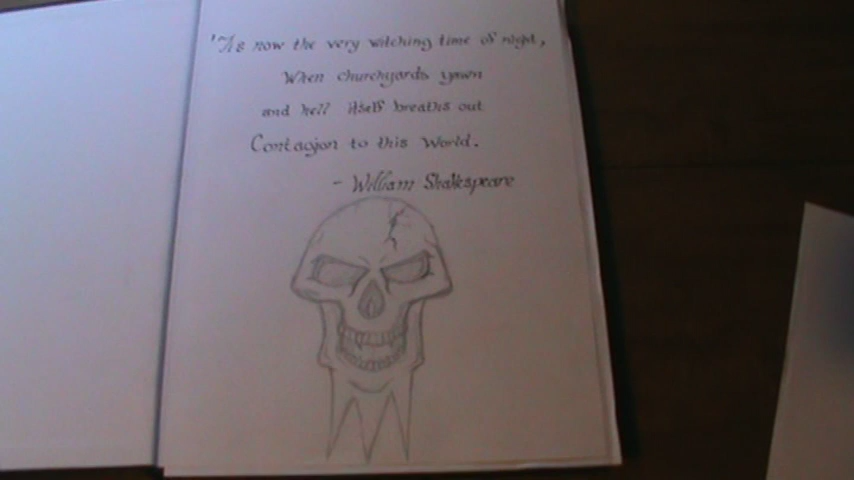 'Tis now the very witching time of night,
When churchyards yawn
and hell itself breaths out
Contagion to this World.
- William Shakespeare